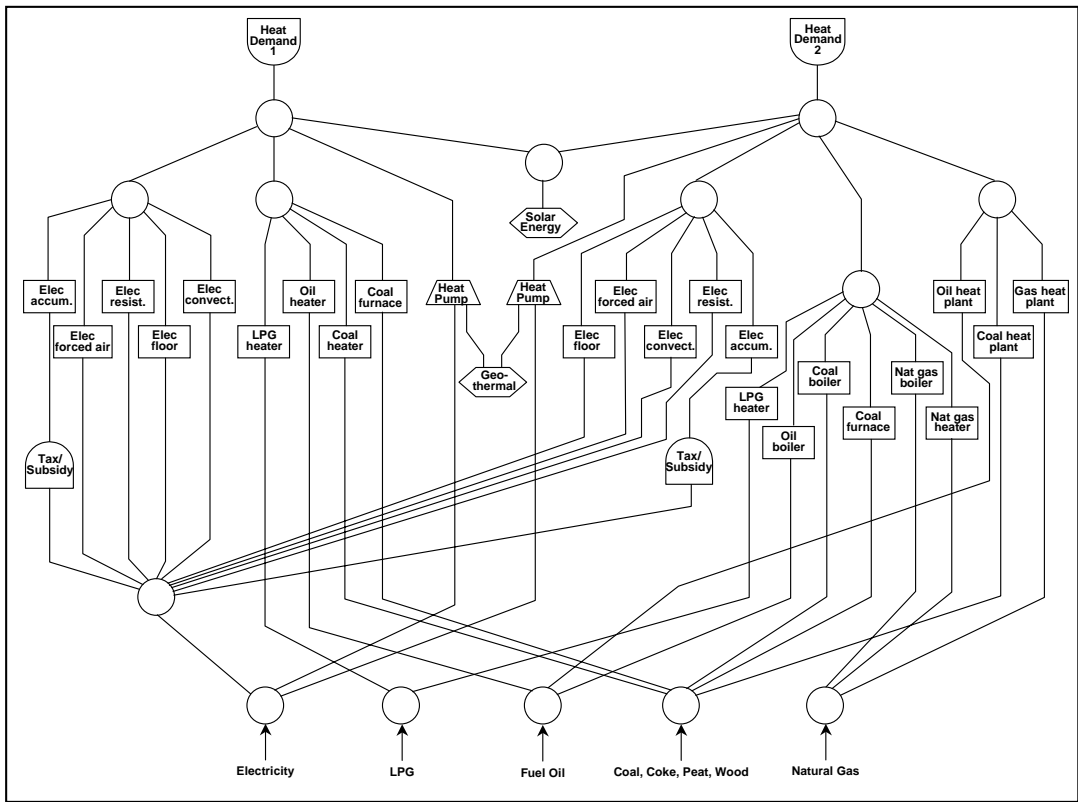 Heat
Demand
1
Heat
Demand
2
Solar
Energy
Elec
accum.
Elec
resist.
Elec
convect.
Oil
heater
Coal
furnace
Heat
Pump
Heat
Pump
Elec
forced air
Elec
resist.
Oil heat
plant
Gas heat
plant
Elec
forced air
Elec
floor
LPG
heater
Coal
heater
Elec
floor
Elec
convect.
Elec
accum.
Coal heat
plant
Geo-
thermal
Coal
boiler
Nat gas
boiler
LPG
heater
Coal
furnace
Nat gas
heater
Oil
boiler
Tax/
Subsidy
Tax/
Subsidy
Electricity
LPG
Fuel Oil
Coal, Coke, Peat, Wood
Natural Gas